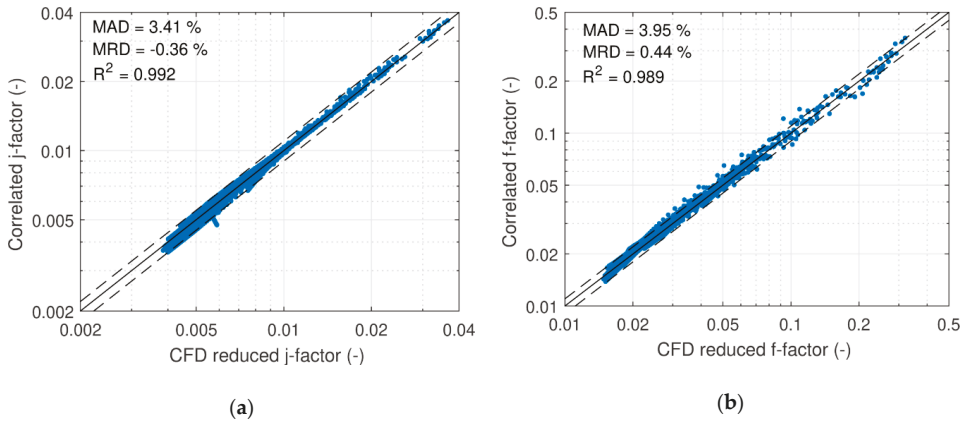 MAD = 3.41 %
MRD = -0.36 %
R² = 0.992
0.04
0.02
0.01
0.005
0.002
Correlated j-factor (-)
0.002 0.005 0.01 0.02 0.04
CFD reduced j-factor (-)
(a)
MAD = 3.95 %
MRD = 0.44 %
R² = 0.989
0.5
0.2
0.1
0.05
0.02
0.01
Correlated f-factor (-)
0.01 0.02 0.05 0.1 0.2 0.5
CFD reduced f-factor (-)
(b)